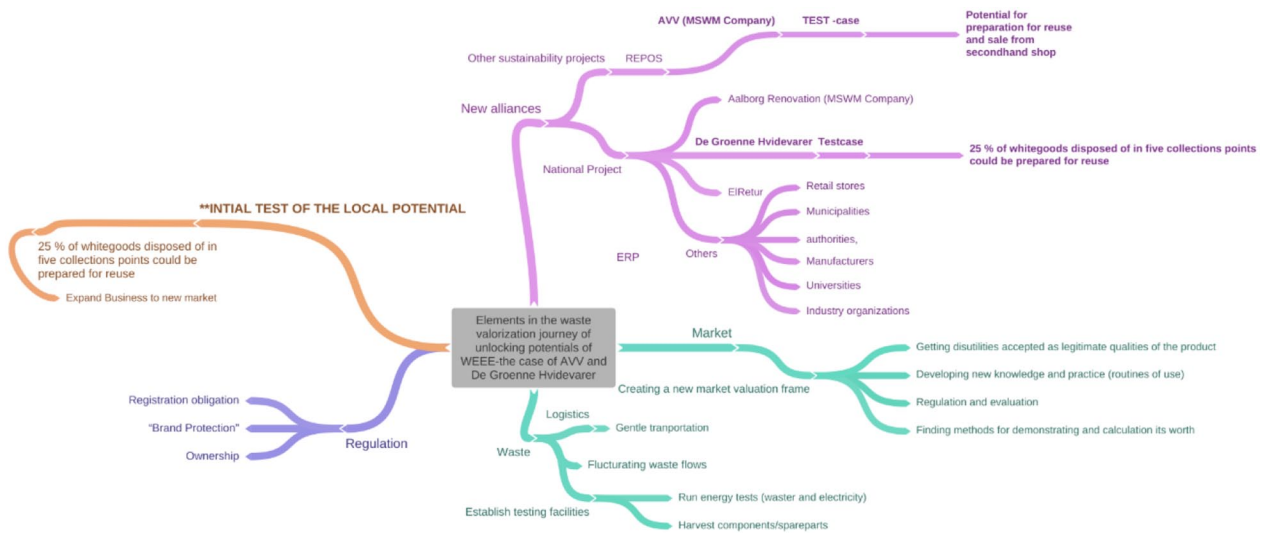 AVV (MSWM Company)
TEST -case
Potential for
preparation for reuse
and sale from
secondhand shop
Other sustainability projects
REPOS
New alliances
Aalborg Renovation (MSWM Company)
De Groenne Hvidevarer Testcase
25 % of whitegoods disposed of in five collections points
could be prepared for reuse
National Project
ElRetur
Retail stores
Municipalities
authorities,
Manufacturers
Universities
Industry organizations
Others
ERP
**INTIAL TEST OF THE LOCAL POTENTIAL
25 % of whitegoods disposed of in
five collections points could be
prepared for reuse
Expand Business to new market
Elements in the waste
valorization journey of
unlocking potentials of
WEEE-the case of AVV and
De Groenne Hvidevarer
Market
Creating a new market valuation frame
Getting disutilities accepted as legitimate qualities of the product
Developing new knowledge and practice (routines of use)
Regulation and evaluation
Finding methods for demonstrating and calculation its worth
Registration obligation
"Brand Protection"
Ownership
Regulation
Logistics
Gentle tranportation
Waste
Flucturating waste flows
Establish testing facilities
Run energy tests (waster and electricity)
Harvest components/spareparts